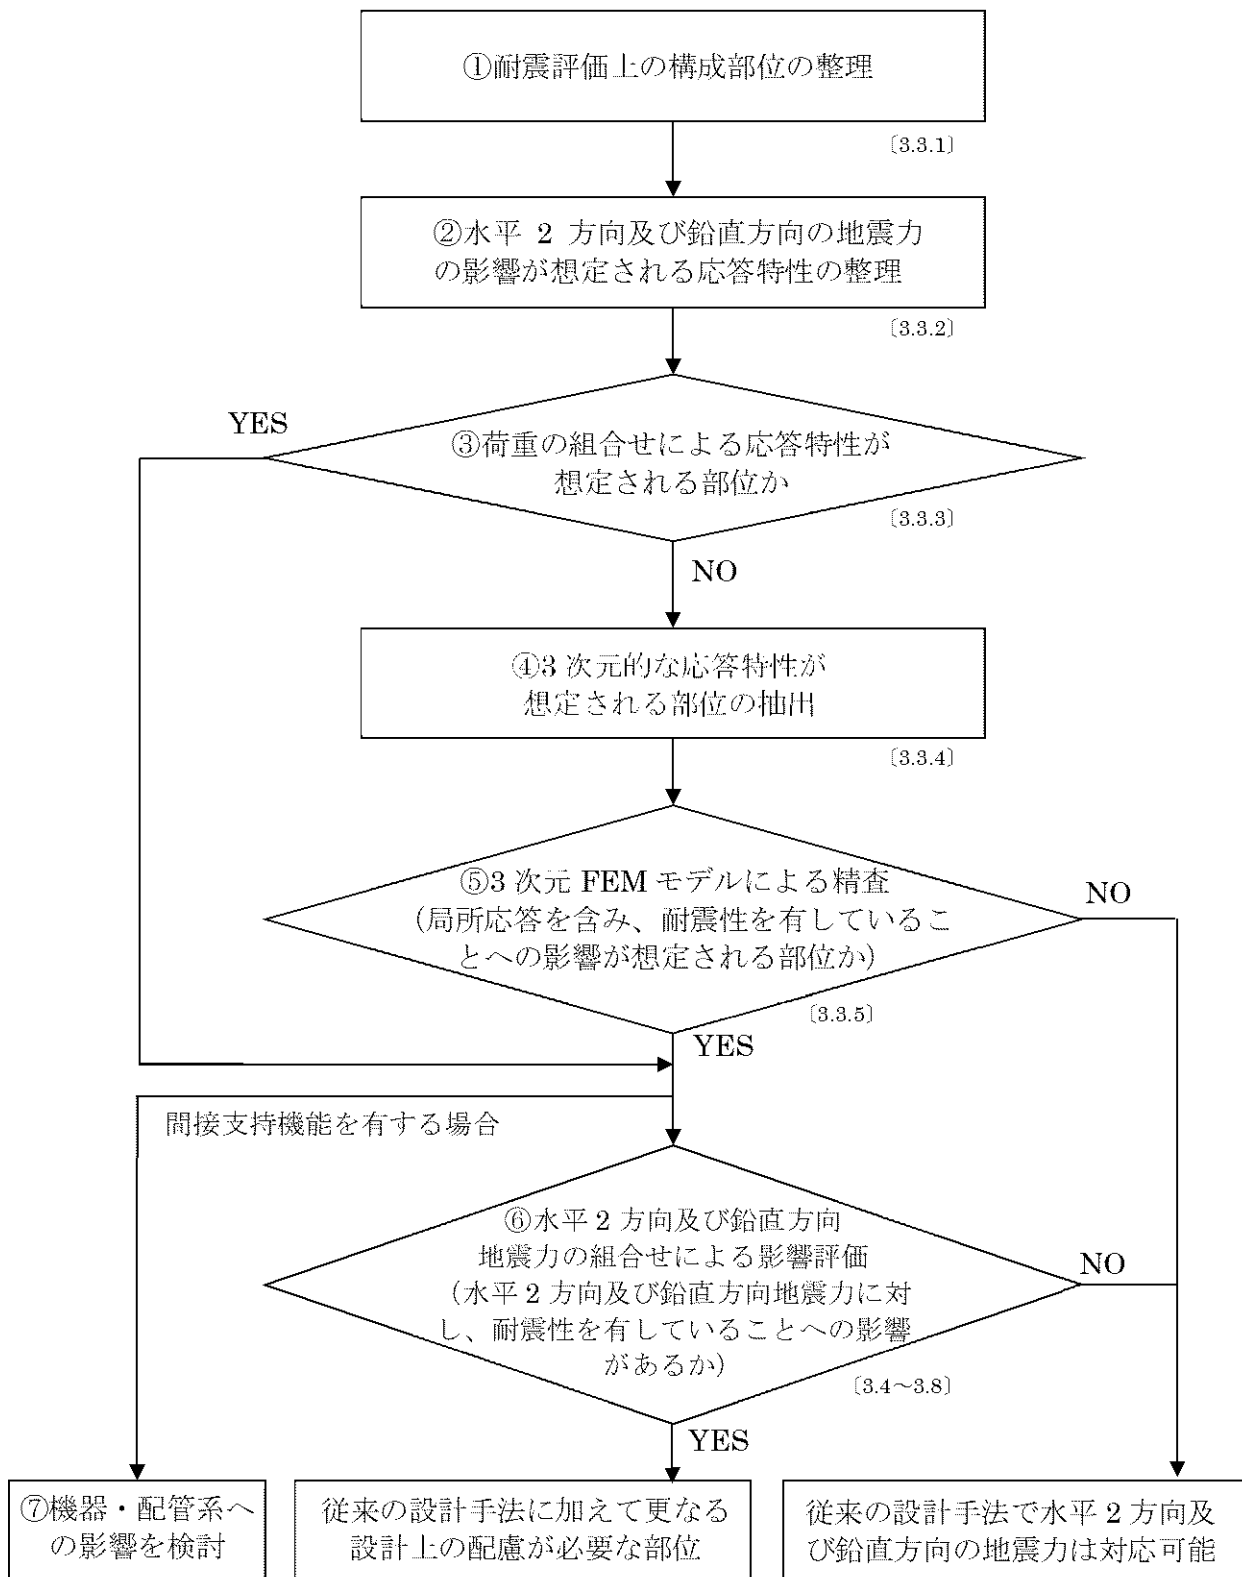 ①耐震評価上の構成部位の整理
〔3.3.1〕
②水平 2 方向及び鉛直方向の地震力
の影響が想定される応答特性の整理
〔3.3.2〕
YES
③荷重の組合せによる応答特性が
想定される部位か
〔3.3.3〕
NO
④3 次元的な応答特性が
想定される部位の抽出
〔3.3.4〕
⑤3 次元 FEM モデルによる精査
(局所応答を含み、耐震性を有しているこ
とへの影響が想定される部位か)
NO
〔3.3.5〕
YES
間接支持機能を有する場合
⑥水平 2 方向及び鉛直方向
地震力の組合せによる影響評価
(水平 2 方向及び鉛直方向地震力に対
し、耐震性を有していることへの影響
があるか)
NO
〔3.4～3.8〕
YES
⑦機器・配管系へ
の影響を検討
従来の設計手法に加えて更なる
設計上の配慮が必要な部位
従来の設計手法で水平 2 方向及
び鉛直方向の地震力は対応可能